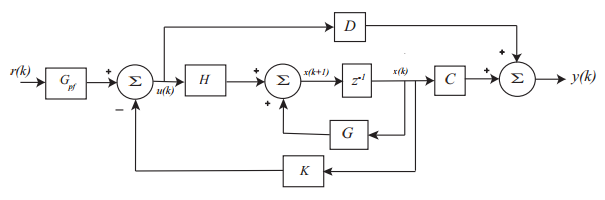 D
+
r(k) G_pf + Σ u(k) H + Σ x(k+1) z⁻¹ x(k) C + Σ y(k)
− +
G
K